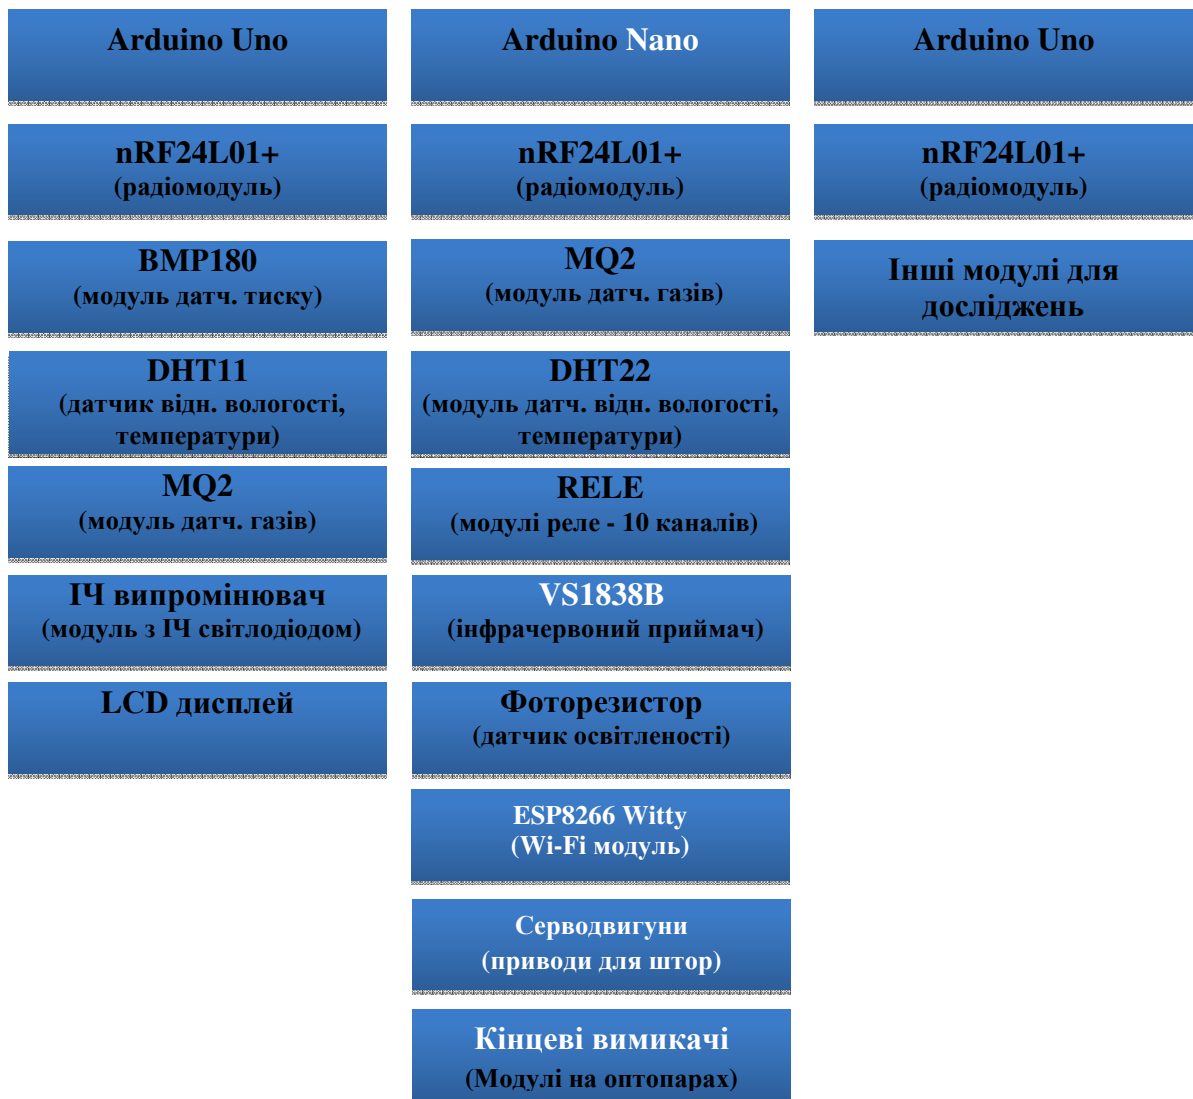 Arduino Uno
nRF24L01+
(радіомодуль)
BMP180
(модуль датч. тиску)
DHT11
(датчик відн. вологості,
температури)
MQ2
(модуль датч. газів)
ІЧ випромінювач
(модуль з ІЧ світлодіодом)
LCD дисплей
Arduino Nano
nRF24L01+
(радіомодуль)
MQ2
(модуль датч. газів)
DHT22
(модуль датч. відн. вологості,
температури)
RELE
(модулі реле - 10 каналів)
VS1838B
(інфрачервоний приймач)
Фоторезистор
(датчик освітленості)
ESP8266 Witty
(Wi-Fi модуль)
Серводвигуни
(приводи для штор)
Кінцеві вимикачі
(Модулі на оптопарах)
Arduino Uno
nRF24L01+
(радіомодуль)
Інші модулі для
досліджень